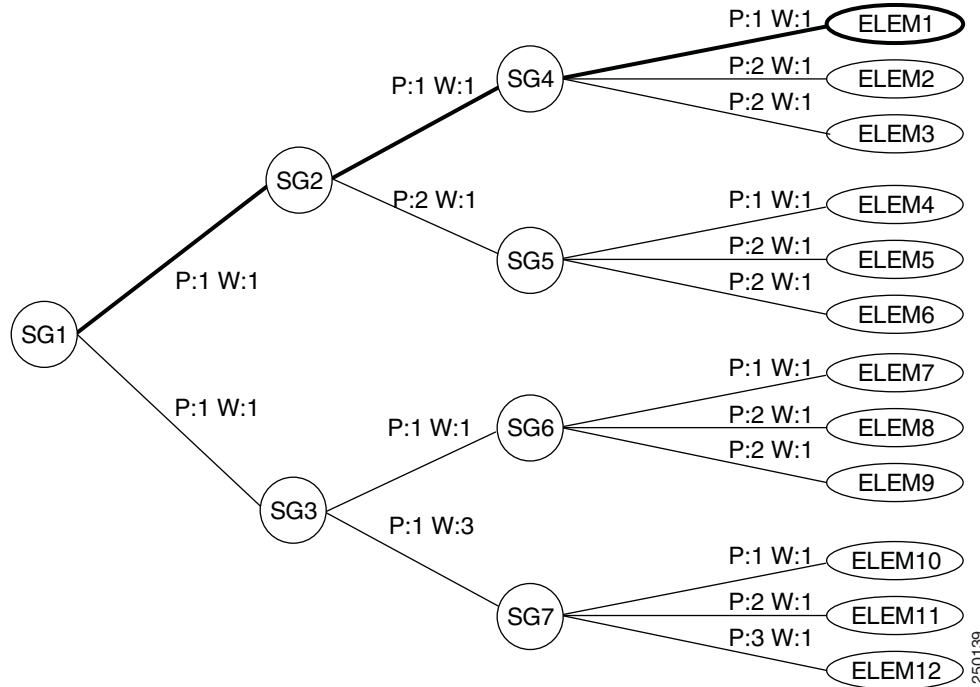 P:1 W:1
ELEM1
SG4
P:2 W:1
ELEM2
P:1 W:1
P:2 W:1
ELEM3
SG2
P:2 W:1
P:1 W:1
ELEM4
SG5
P:2 W:1
ELEM5
P:2 W:1
ELEM6
P:1 W:1
SG1
P:1 W:1
P:1 W:1
ELEM7
P:1 W:1
SG6
P:2 W:1
ELEM8
P:2 W:1
ELEM9
SG3
P:1 W:3
P:1 W:1
ELEM10
SG7
P:2 W:1
ELEM11
P:3 W:1
ELEM12
250139